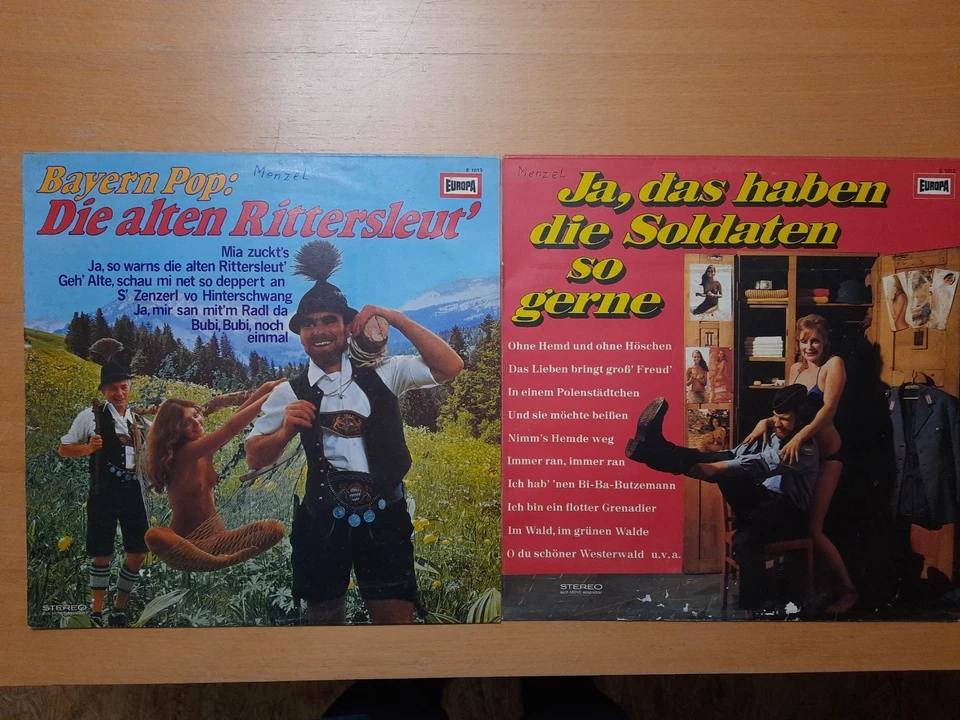 Bayern Pop:
Menzel
E 1013
EUROPA
Die alten Rittersleut'
Mia zuckt's
Ja, so warns die alten Rittersleut'
Geh' Alte, schau mi net so deppert an
S' Zenzerl vo Hinterschwang
Ja, mir san mit'm Radl da
Bubi, Bubi, noch
einmal
STEREO
Menzel
EUROPA
Ja, das haben
die Soldaten
so
gerne
Ohne Hemd und ohne Höschen
Das Lieben bringt groß' Freud'
In einem Polenstädtchen
Und sie möchte beißen
Nimm's Hemde weg
Immer ran, immer ran
Ich hab' 'nen Bi-Ba-Butzemann
Ich bin ein flotter Grenadier
Im Wald, im grünen Walde
O du schöner Westerwald u.v.a.
STEREO